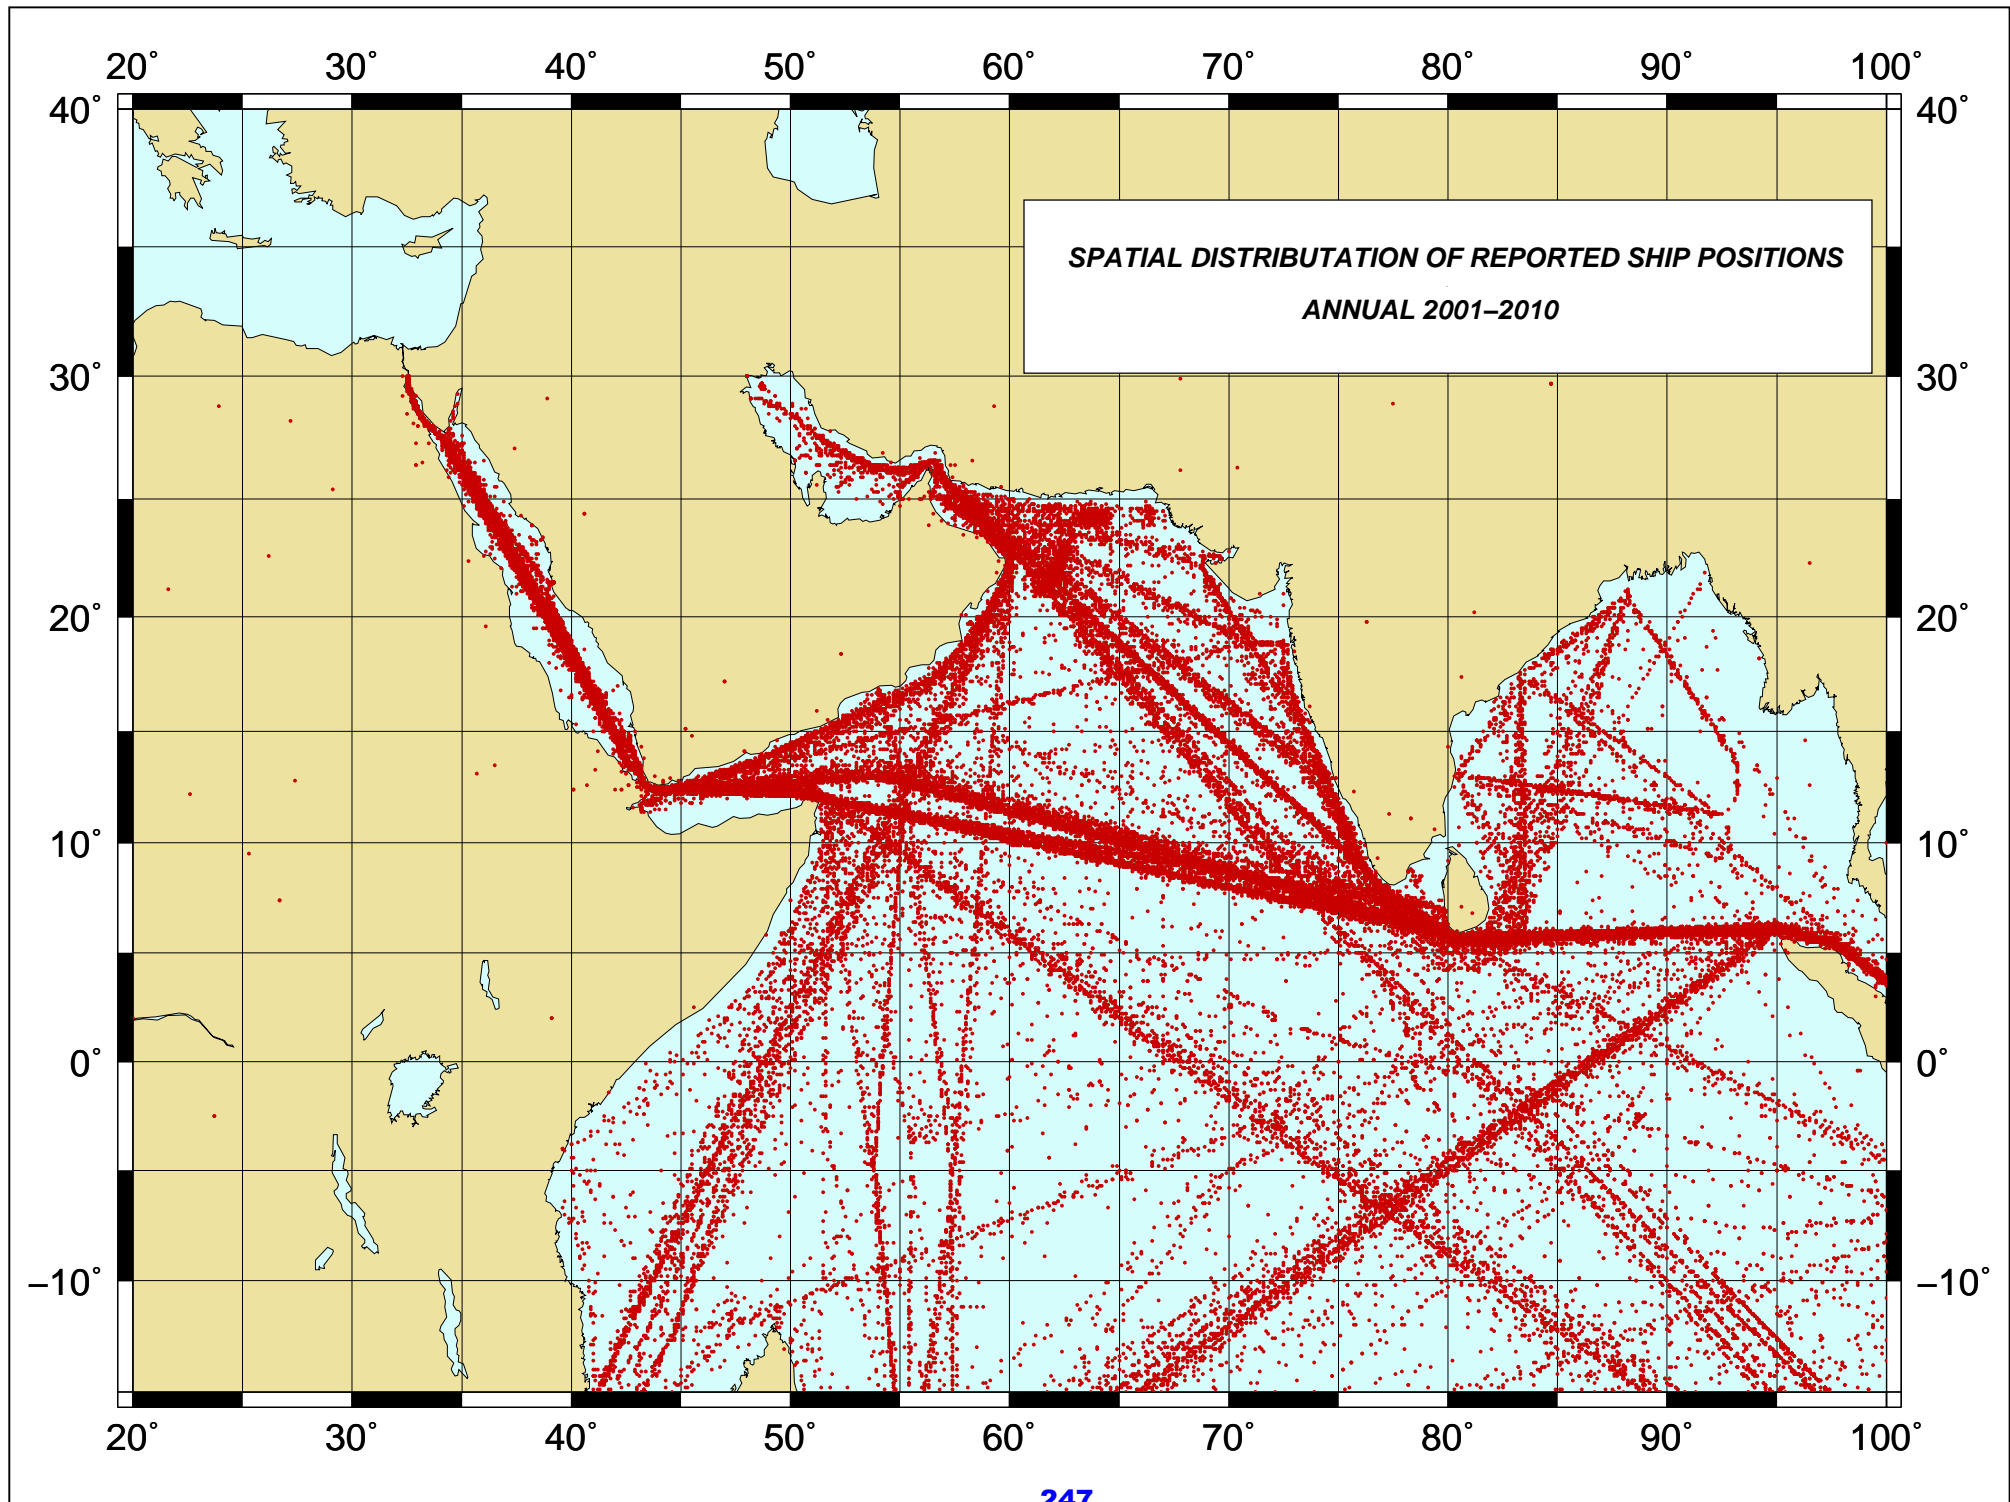 20° 30° 40° 50° 60° 70° 80° 90° 100°
40° 40°
SPATIAL DISTRIBUTATION OF REPORTED SHIP POSITIONS
ANNUAL 2001–2010
30° 30°
20° 20°
10° 10°
0° 0°
−10° −10°
20° 30° 40° 50° 60° 70° 80° 90° 100°
247